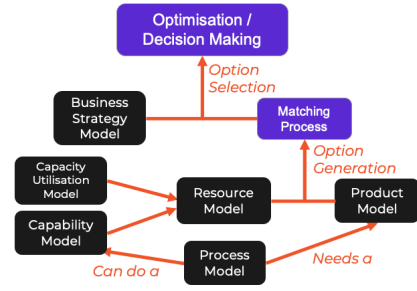 Optimisation /
Decision Making
Option
Selection
Business
Strategy
Model
Matching
Process
Option
Generation
Capacity
Utilisation
Model
Resource
Model
Product
Model
Capability
Model
Process
Model
Can do a
Needs a